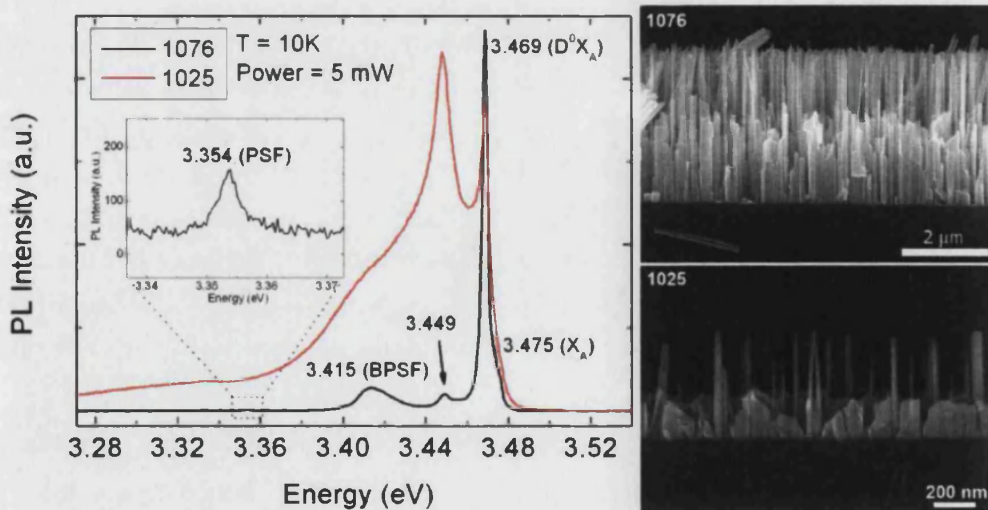 1076
1025
T = 10K
Power = 5 mW
3.469 (D⁰X_A)
3.354 (PSF)
PL Intensity (a.u.)
200
100
0
3.34 3.35 3.36 3.37
Energy (eV)
3.449
3.475 (X_A)
3.415 (BPSF)
PL Intensity (a.u.)
3.28 3.32 3.36 3.40 3.44 3.48 3.52
Energy (eV)
1076
2 µm
1025
200 nm